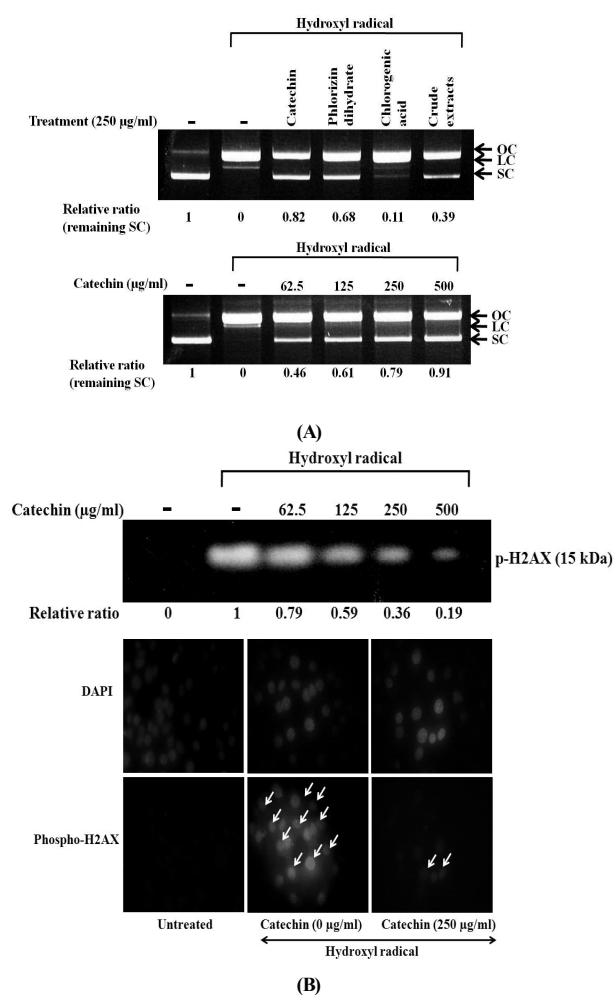 Hydroxyl radical
Treatment (250 µg/ml) - - Catechin Phlorizin dihydrate Chlorogenic acid Crude extracts
OC
LC
SC
Relative ratio (remaining SC) 1 0 0.82 0.68 0.11 0.39
Hydroxyl radical
Catechin (µg/ml) - - 62.5 125 250 500
OC
LC
SC
Relative ratio (remaining SC) 1 0 0.46 0.61 0.79 0.91
(A)
Hydroxyl radical
Catechin (µg/ml) - - 62.5 125 250 500
p-H2AX (15 kDa)
Relative ratio 0 1 0.79 0.59 0.36 0.19
DAPI
Phospho-H2AX
Untreated Catechin (0 µg/ml) Catechin (250 µg/ml)
Hydroxyl radical
(B)